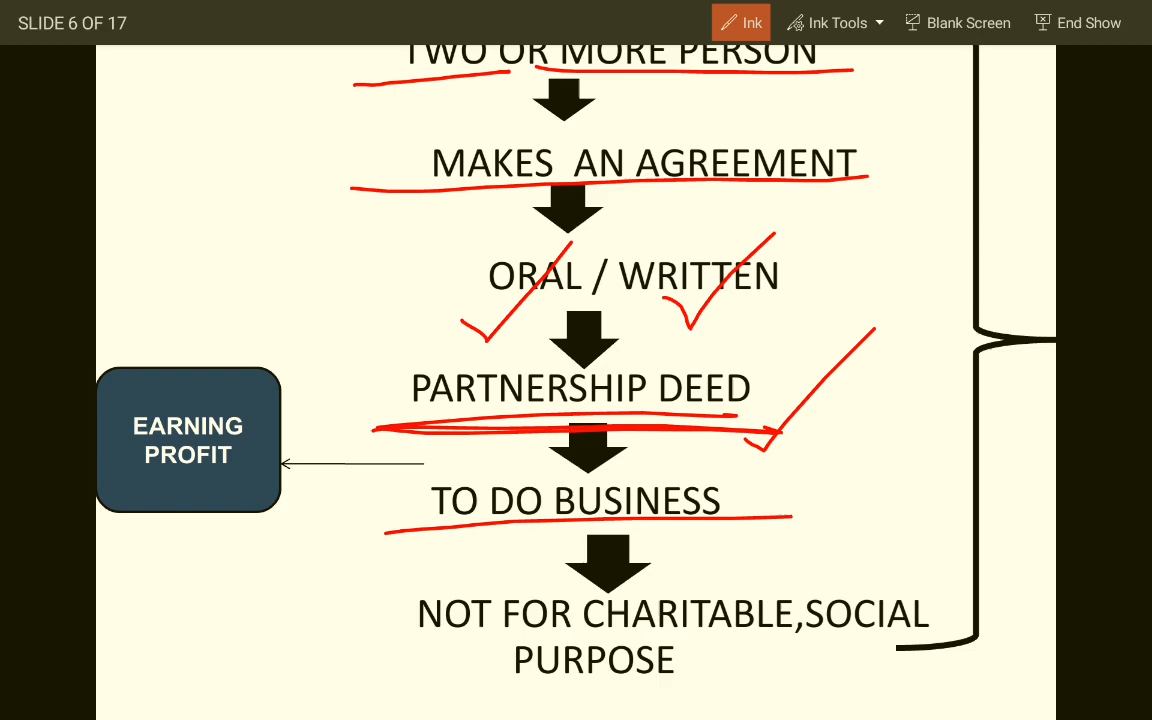 SLIDE 6 OF 17
Ink
Ink Tools
Blank Screen
End Show
TWO OR MORE PERSON
MAKES AN AGREEMENT
ORAL / WRITTEN
PARTNERSHIP DEED
EARNING
PROFIT
TO DO BUSINESS
NOT FOR CHARITABLE,SOCIAL
PURPOSE